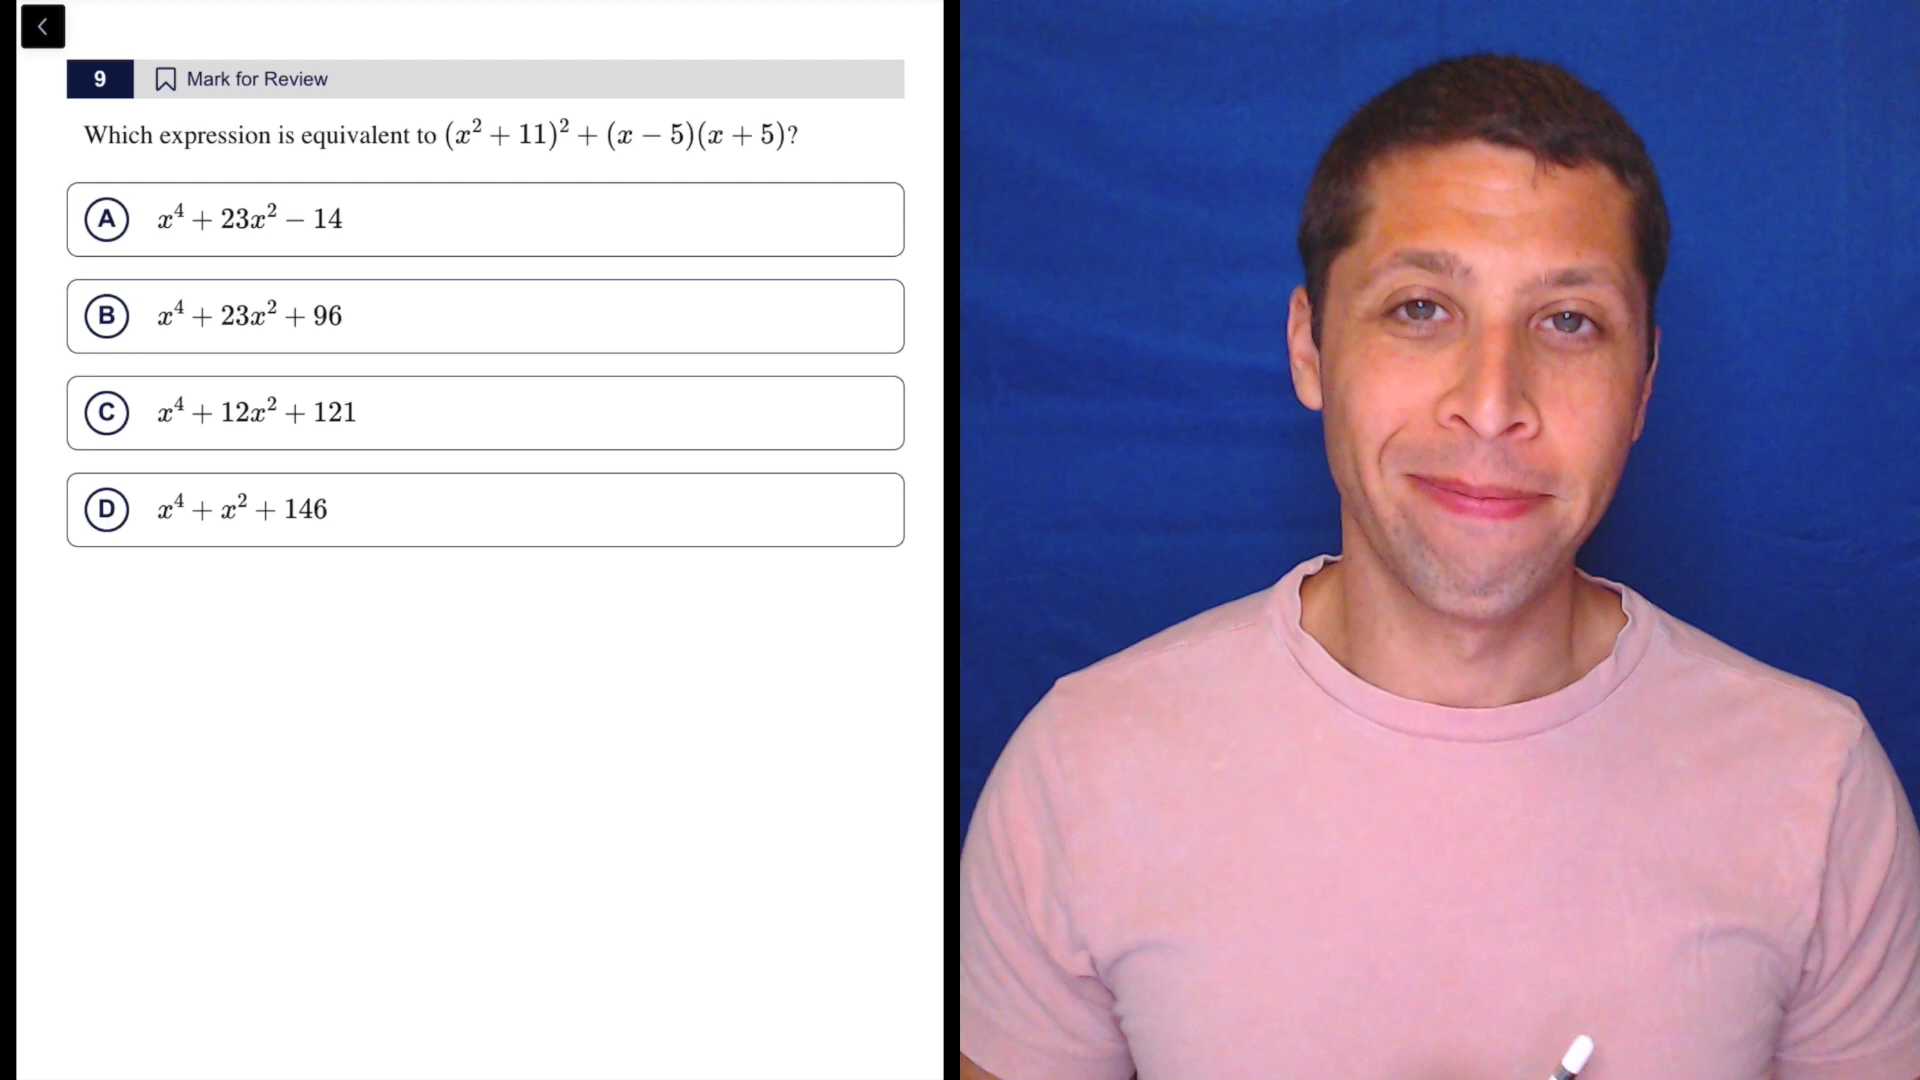 9 Mark for Review
Which expression is equivalent to (x² + 11)² + (x − 5)(x + 5)?
A x⁴ + 23x² − 14
B x⁴ + 23x² + 96
C x⁴ + 12x² + 121
D x⁴ + x² + 146